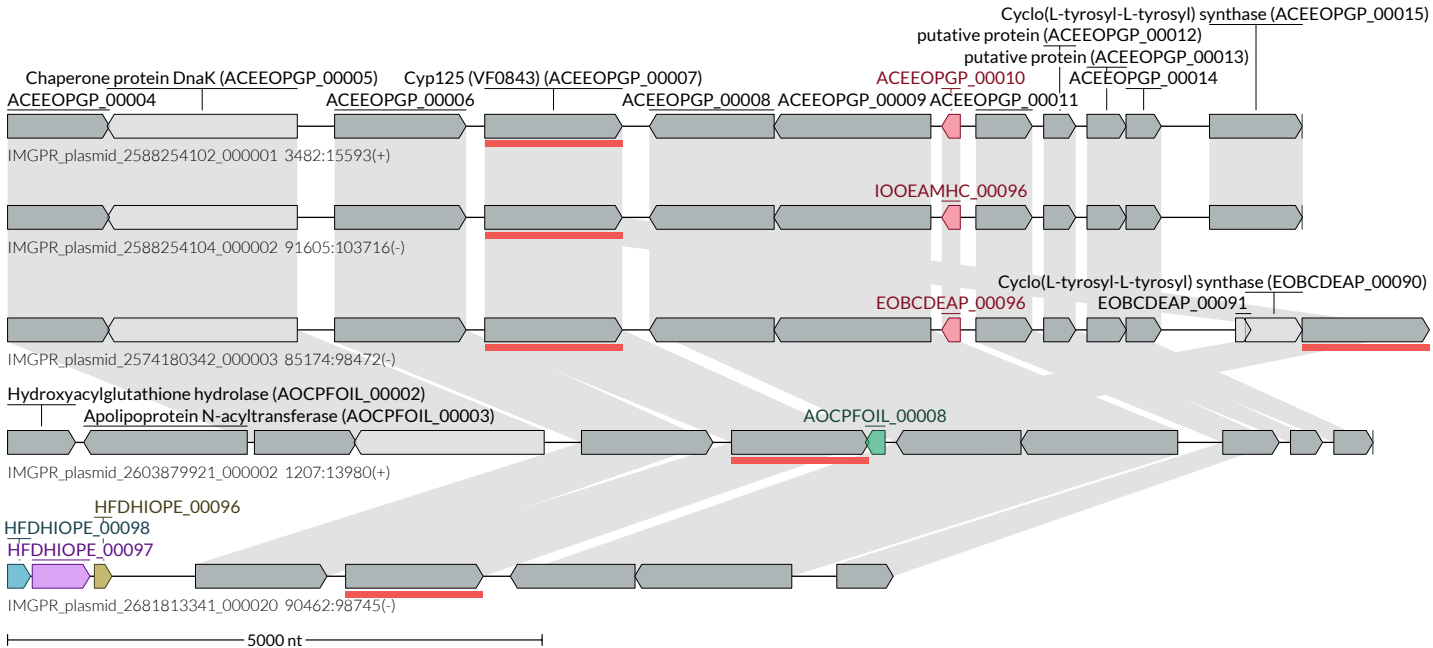 Cyclo(L-tyrosyl-L-tyrosyl) synthase (ACEEOPGP_00015)
putative protein (ACEEOPGP_00012)
putative protein (ACEEOPGP_00013)
Chaperone protein DnaK (ACEEOPGP_00005) Cyp125 (VF0843) (ACEEOPGP_00007) ACEEOPGP_00010 ACEEOPGP_00014
ACEEOPGP_00004 ACEEOPGP_00006 ACEEOPGP_00008 ACEEOPGP_00009 ACEEOPGP_00011
IMGPR_plasmid_2588254102_000001 3482:15593(+)
IOOEAMHC_00096
IMGPR_plasmid_2588254104_000002 91605:103716(-)
Cyclo(L-tyrosyl-L-tyrosyl) synthase (EOBCDEAP_00090)
EOBCDEAP_00096 EOBCDEAP_00091
IMGPR_plasmid_2574180342_000003 85174:98472(-)
Hydroxyacylglutathione hydrolase (AOCPFOIL_00002)
Apolipoprotein N-acyltransferase (AOCPFOIL_00003) AOCPFOIL_00008
IMGPR_plasmid_2603879921_000002 1207:13980(+)
HFDHIOPE_00096
HFDHIOPE_00098
HFDHIOPE_00097
IMGPR_plasmid_2681813341_000020 90462:98745(-)
5000 nt